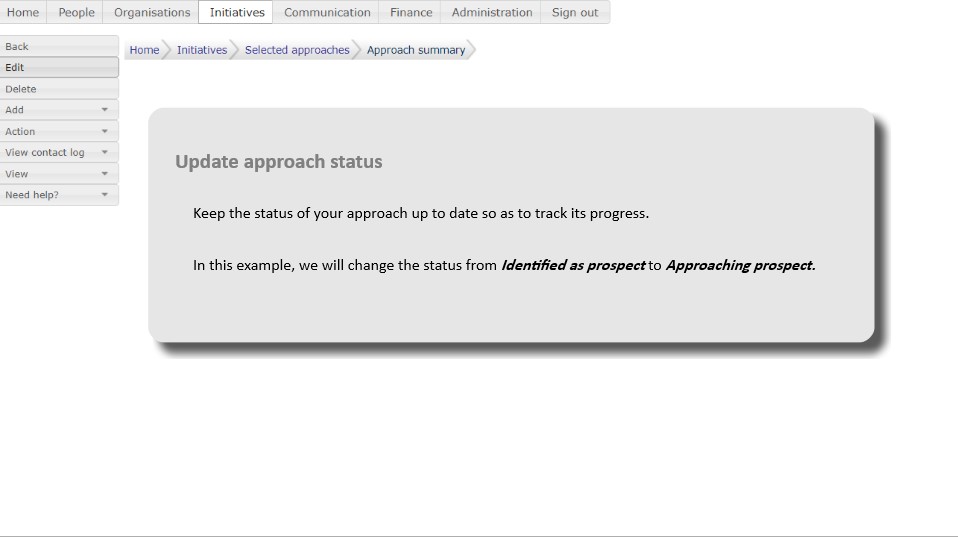 Home People Organisations Initiatives Communication Finance Administration Sign out
Back
Edit
Delete
Add
Action
View contact log
View
Need help?
Home Initiatives Selected approaches Approach summary
Update approach status
Keep the status of your approach up to date so as to track its progress.
In this example, we will change the status from Identified as prospect to Approaching prospect.